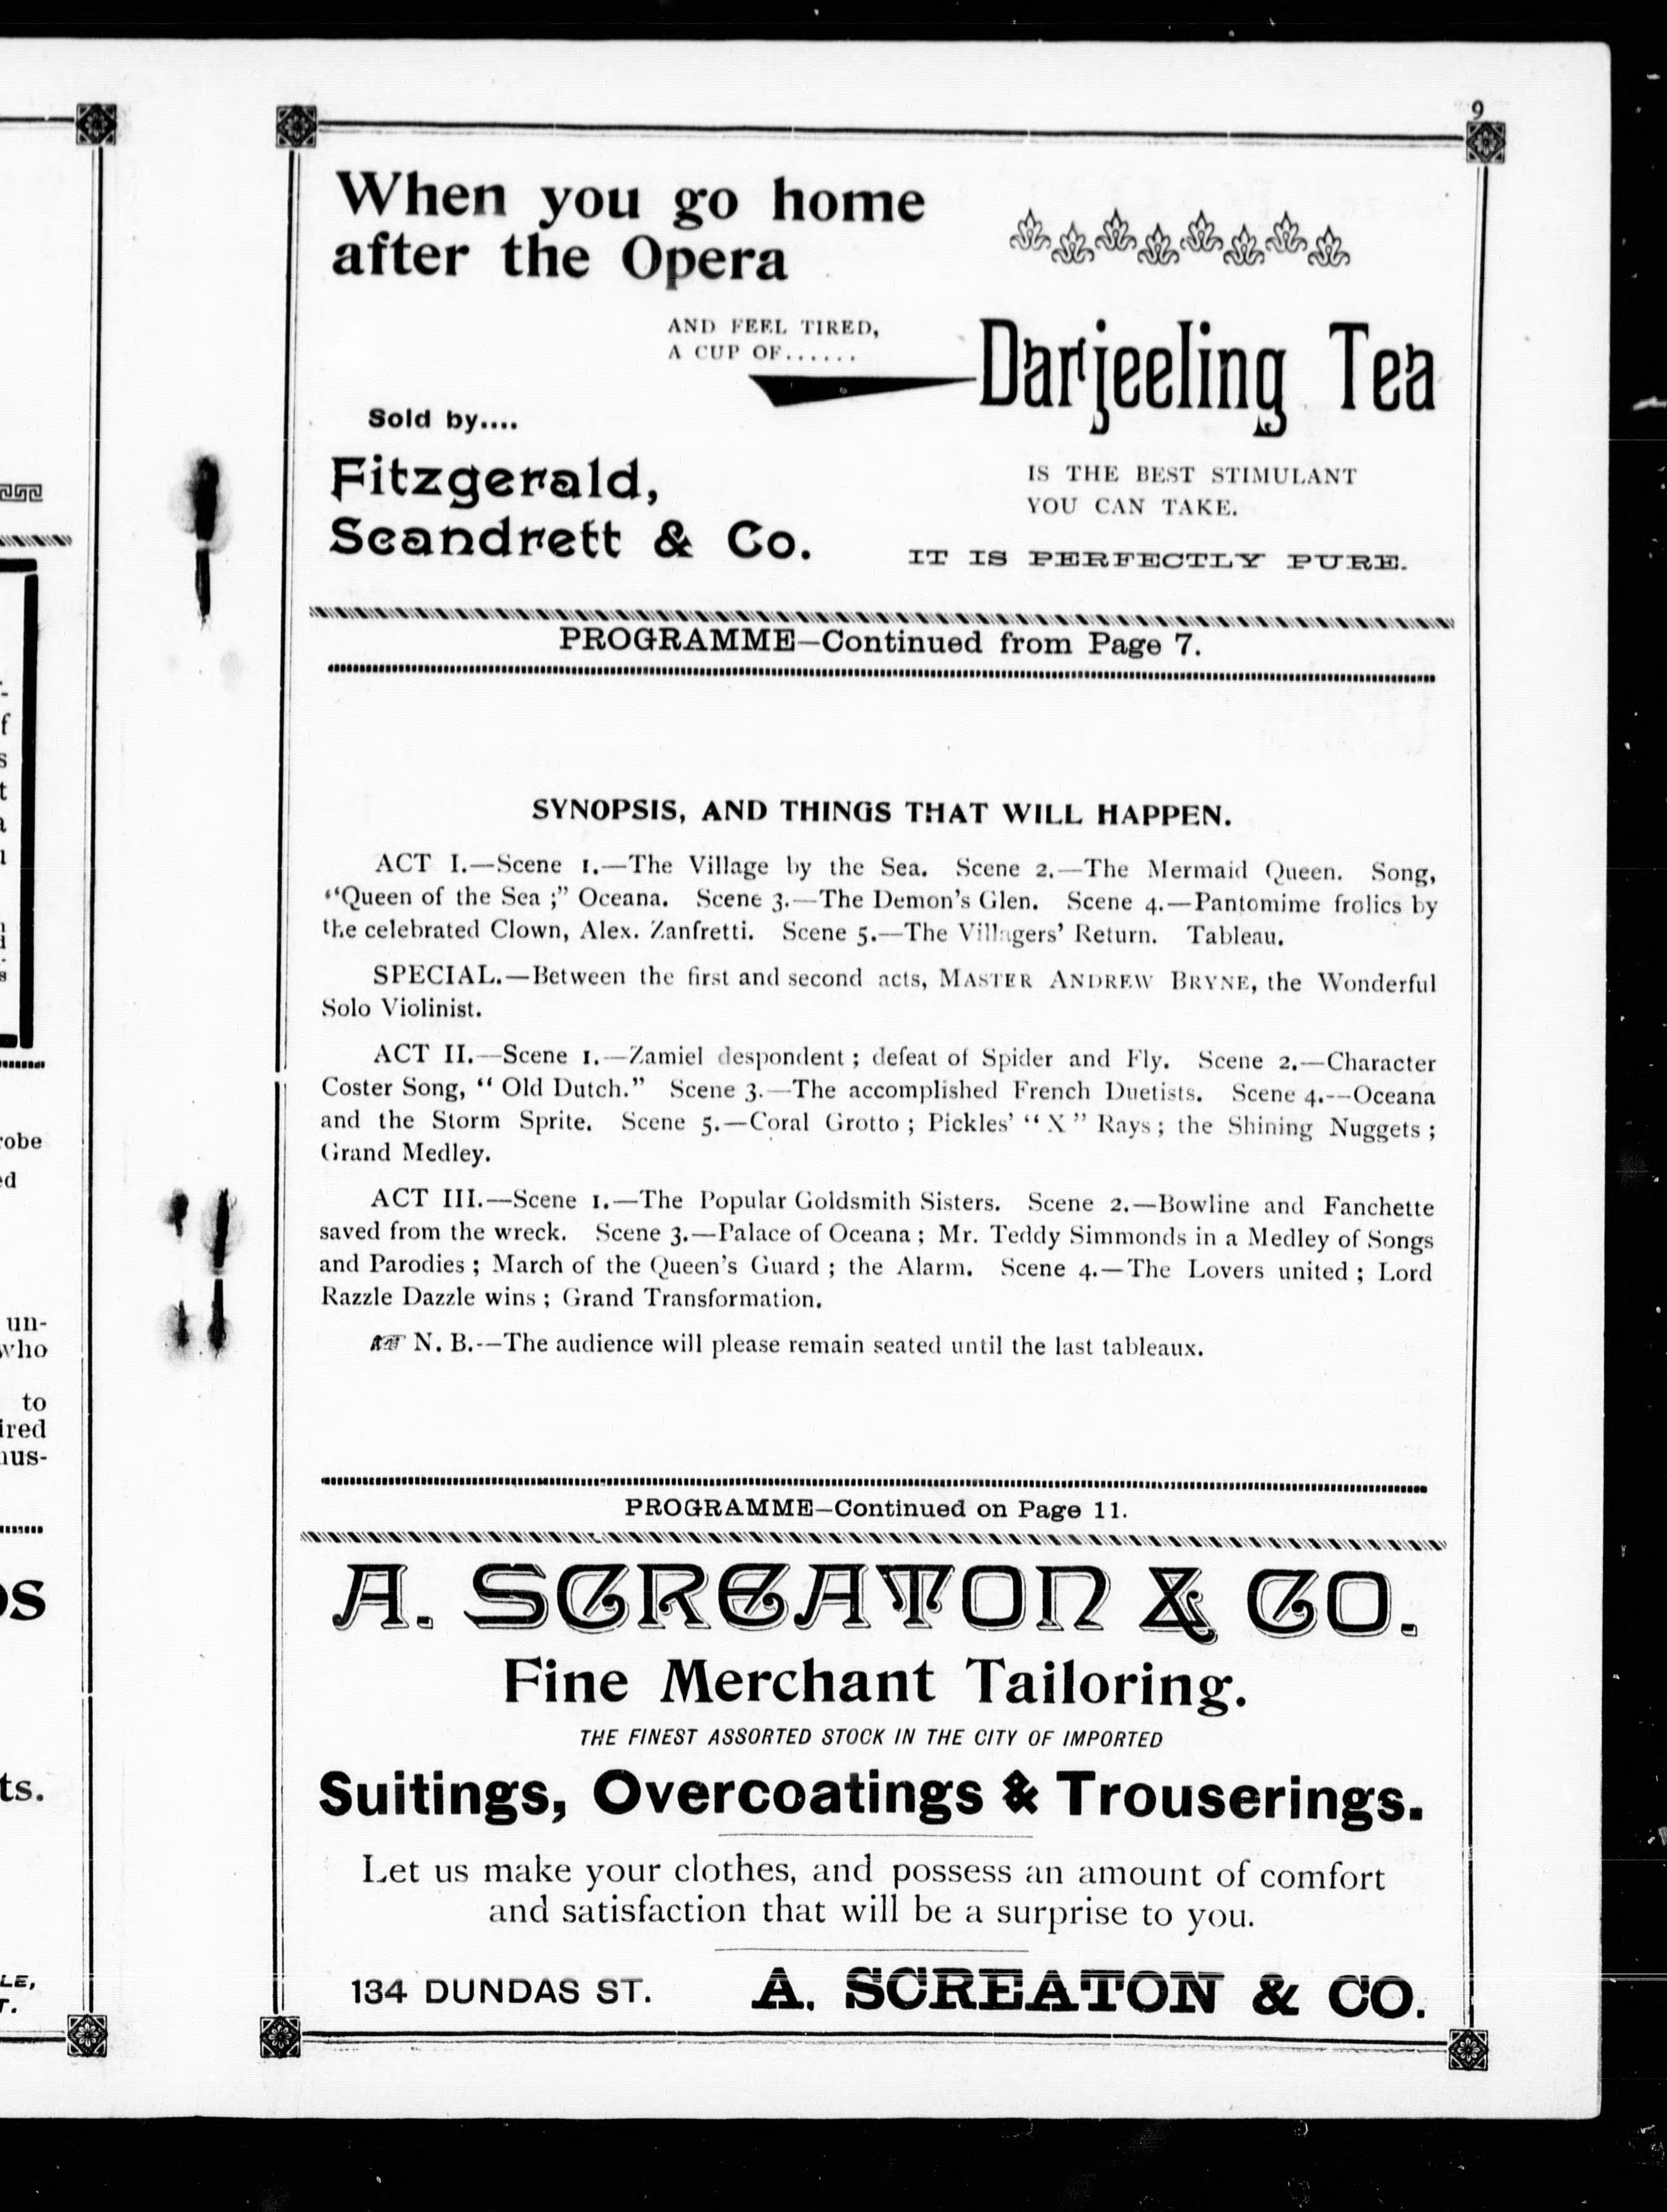 9
When you go home
after the Opera
AND FEEL TIRED,
A CUP OF......
Darjeeling Tea
Sold by....
Fitzgerald,
Scandrett & Co.
IS THE BEST STIMULANT
YOU CAN TAKE.
IT IS PERFECTLY PURE.
PROGRAMME—Continued from Page 7.
SYNOPSIS, AND THINGS THAT WILL HAPPEN.
ACT I.—Scene 1.—The Village by the Sea. Scene 2.—The Mermaid Queen. Song,
“Queen of the Sea ;” Oceana. Scene 3.—The Demon’s Glen. Scene 4.—Pantomime frolics by
the celebrated Clown, Alex. Zanfretti. Scene 5.—The Villagers’ Return. Tableau.
SPECIAL.—Between the first and second acts, MASTER ANDREW BRYNE, the Wonderful
Solo Violinist.
ACT II.—Scene 1.—Zamiel despondent ; defeat of Spider and Fly. Scene 2.—Character
Coster Song, “ Old Dutch.” Scene 3.—The accomplished French Duetists. Scene 4.--Oceana
and the Storm Sprite. Scene 5.—Coral Grotto ; Pickles’ “ X ” Rays ; the Shining Nuggets ;
Grand Medley.
ACT III.—Scene 1.—The Popular Goldsmith Sisters. Scene 2.—Bowline and Fanchette
saved from the wreck. Scene 3.—Palace of Oceana ; Mr. Teddy Simmonds in a Medley of Songs
and Parodies ; March of the Queen’s Guard ; the Alarm. Scene 4.—The Lovers united ; Lord
Razzle Dazzle wins ; Grand Transformation.
☞ N. B.--—The audience will please remain seated until the last tableaux.
PROGRAMME—Continued on Page 11.
A. SCREATON & CO.
Fine Merchant Tailoring.
THE FINEST ASSORTED STOCK IN THE CITY OF IMPORTED
Suitings, Overcoatings & Trouserings.
Let us make your clothes, and possess an amount of comfort
and satisfaction that will be a surprise to you.
134 DUNDAS ST. A. SCREATON & CO.